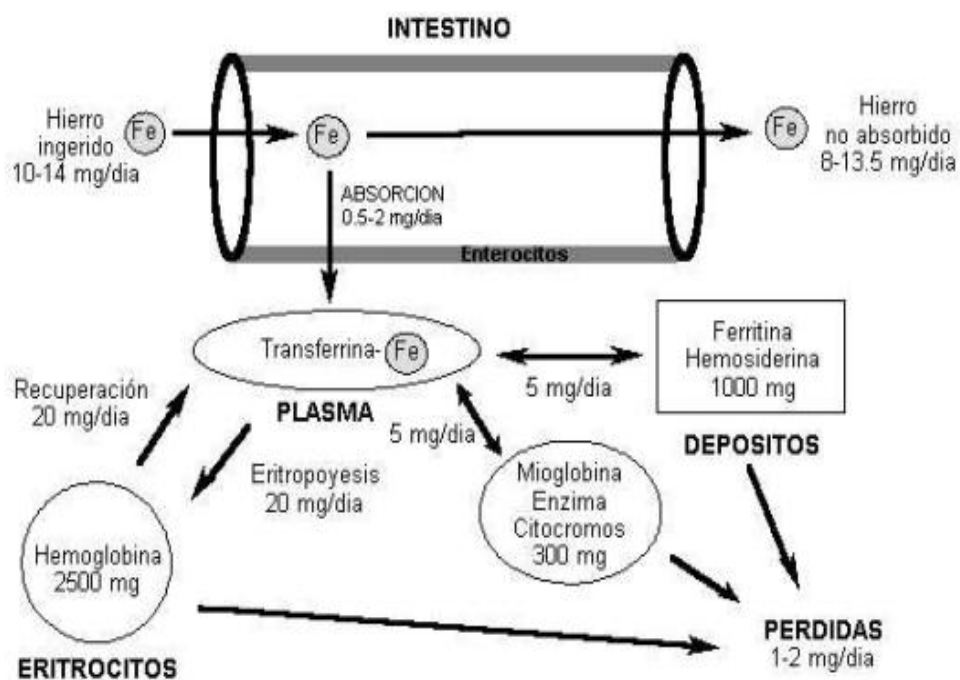 INTESTINO
Hierro
ingerido
10-14 mg/dia
Fe
Fe
Fe
Hierro
no absorbido
8-13.5 mg/dia
ABSORCION
0.5-2 mg/dia
Enterocitos
Transferrina-
Fe
PLASMA
5 mg/dia
Ferritina
Hemosiderina
1000 mg
DEPOSITOS
Recuperación
20 mg/dia
5 mg/dia
Eritropoyesis
20 mg/dia
Mioglobina
Enzima
Citocromos
300 mg
Hemoglobina
2500 mg
ERITROCITOS
PERDIDAS
1-2 mg/dia